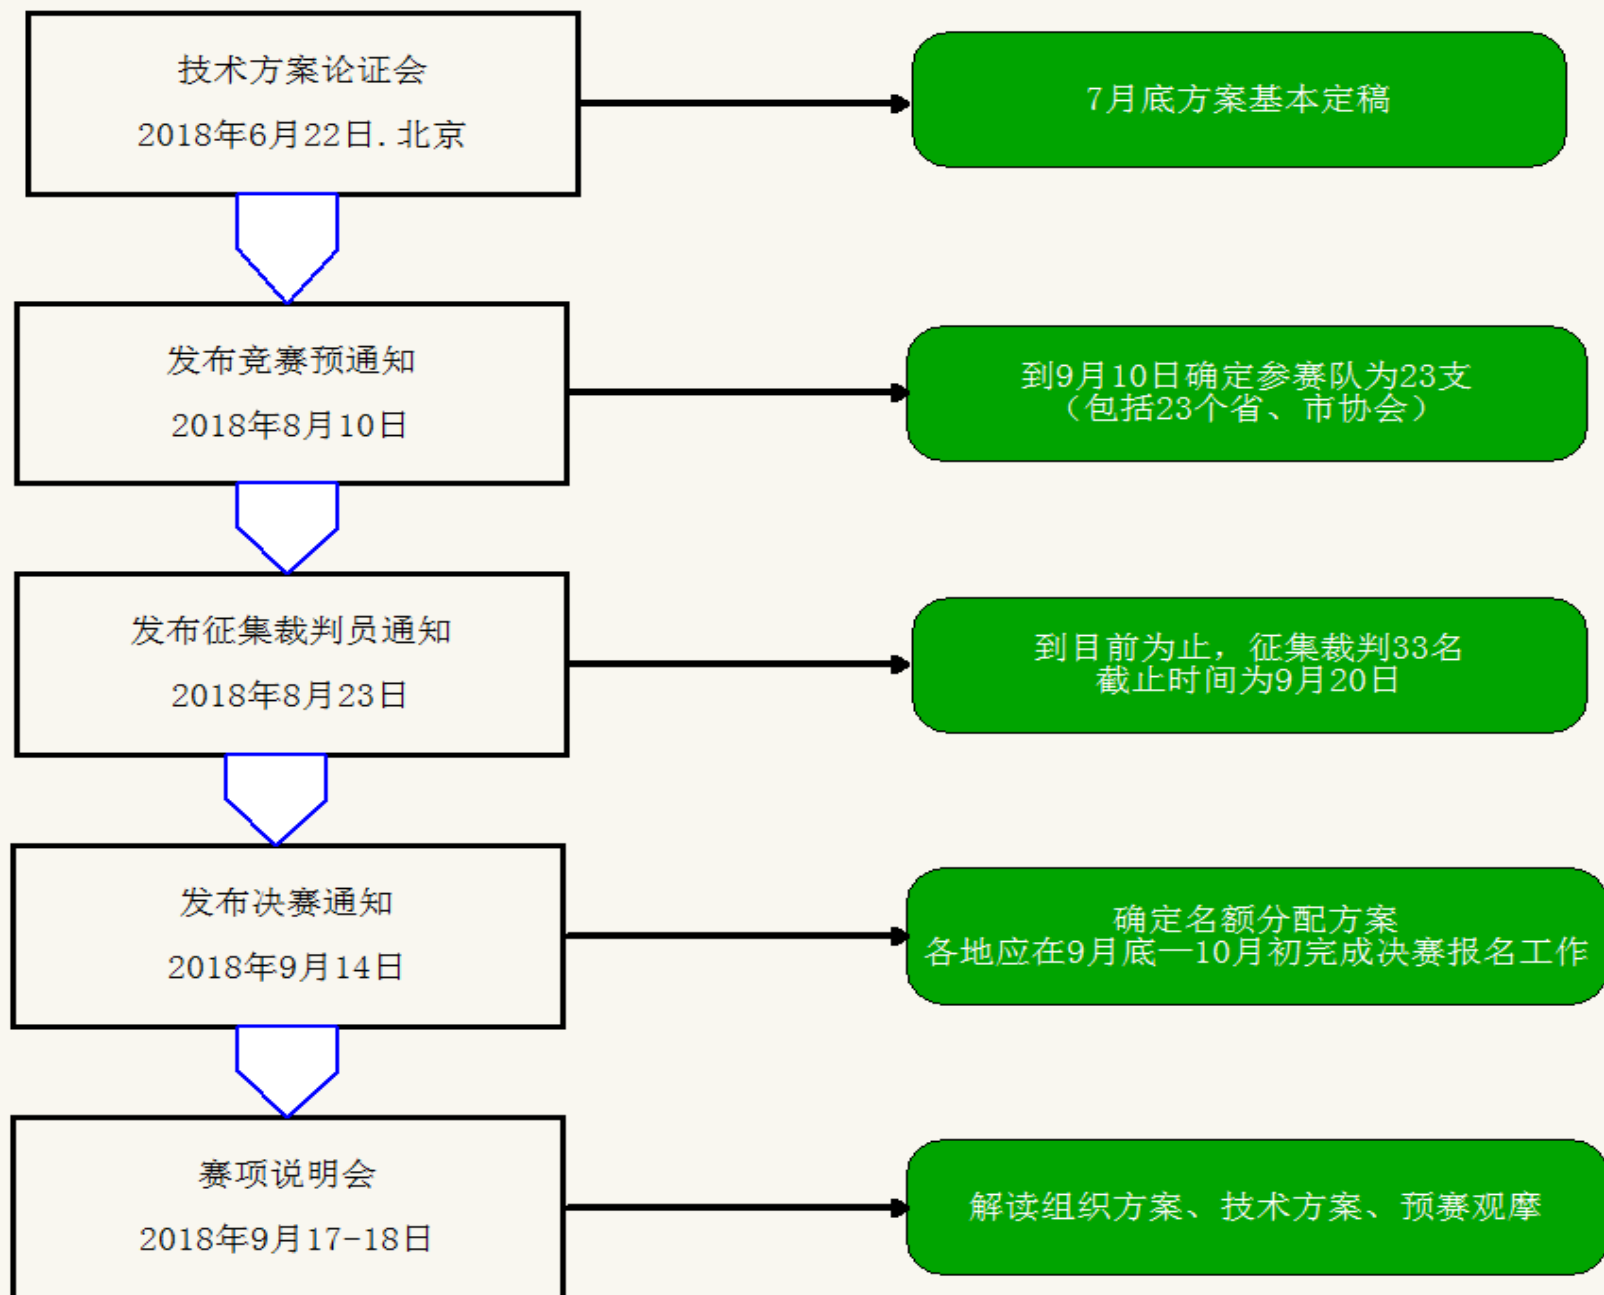 技术方案论证会
2018年6月22日.北京
7月底方案基本定稿
发布竞赛预通知
2018年8月10日
到9月10日确定参赛队为23支
（包括23个省、市协会）
发布征集裁判员通知
2018年8月23日
到目前为止，征集裁判33名
截止时间为9月20日
发布决赛通知
2018年9月14日
确定名额分配方案
各地应在9月底—10月初完成决赛报名工作
赛项说明会
2018年9月17-18日
解读组织方案、技术方案、预赛观摩